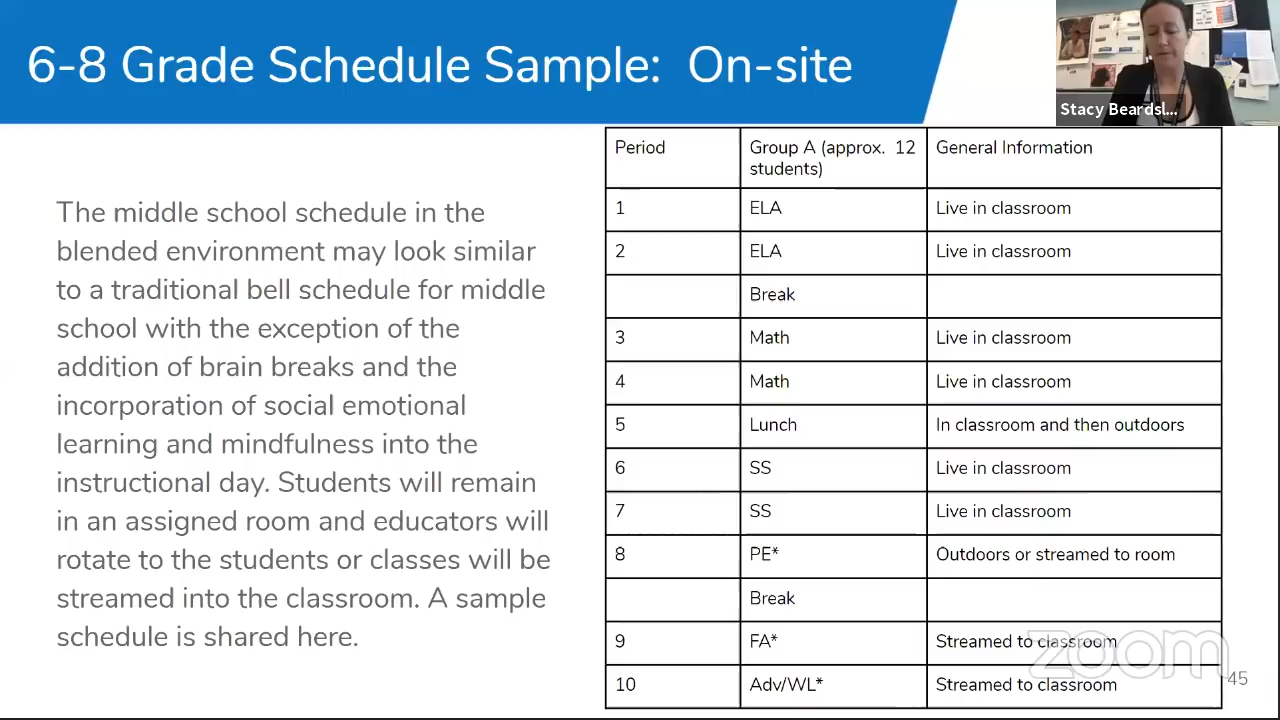 6-8 Grade Schedule Sample:  On-site
Stacy Beardsl...
The middle school schedule in the
blended environment may look similar
to a traditional bell schedule for middle
school with the exception of the
addition of brain breaks and the
incorporation of social emotional
learning and mindfulness into the
instructional day. Students will remain
in an assigned room and educators will
rotate to the students or classes will be
streamed into the classroom. A sample
schedule is shared here.
Period
Group A (approx.  12
students)
General Information
1
ELA
Live in classroom
2
ELA
Live in classroom
Break
3
Math
Live in classroom
4
Math
Live in classroom
5
Lunch
In classroom and then outdoors
6
SS
Live in classroom
7
SS
Live in classroom
8
PE*
Outdoors or streamed to room
Break
9
FA*
Streamed to classroom
10
Adv/WL*
Streamed to classroom
zoom
45